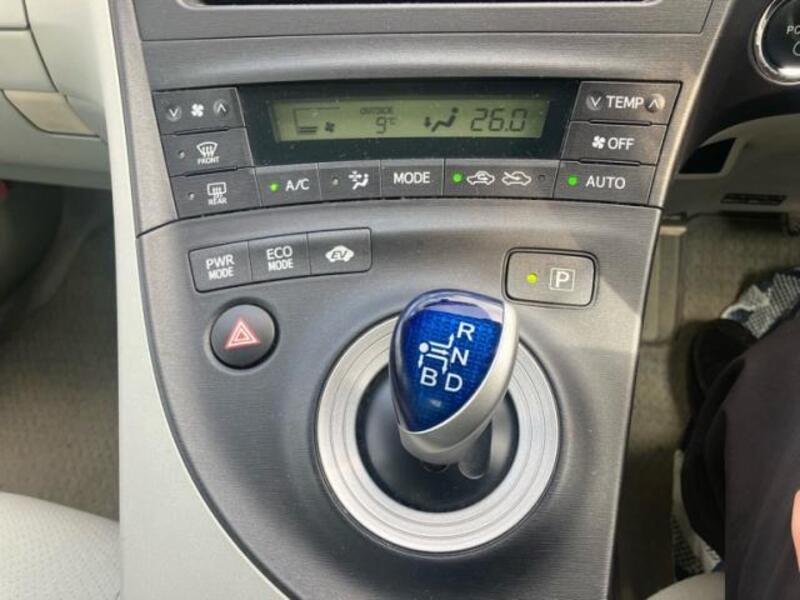 TEMP
OUTSIDE
9°C
26.0
OFF
FRONT
REAR
A/C
MODE
AUTO
PWR
MODE
ECO
MODE
EV
P
R
N
B D